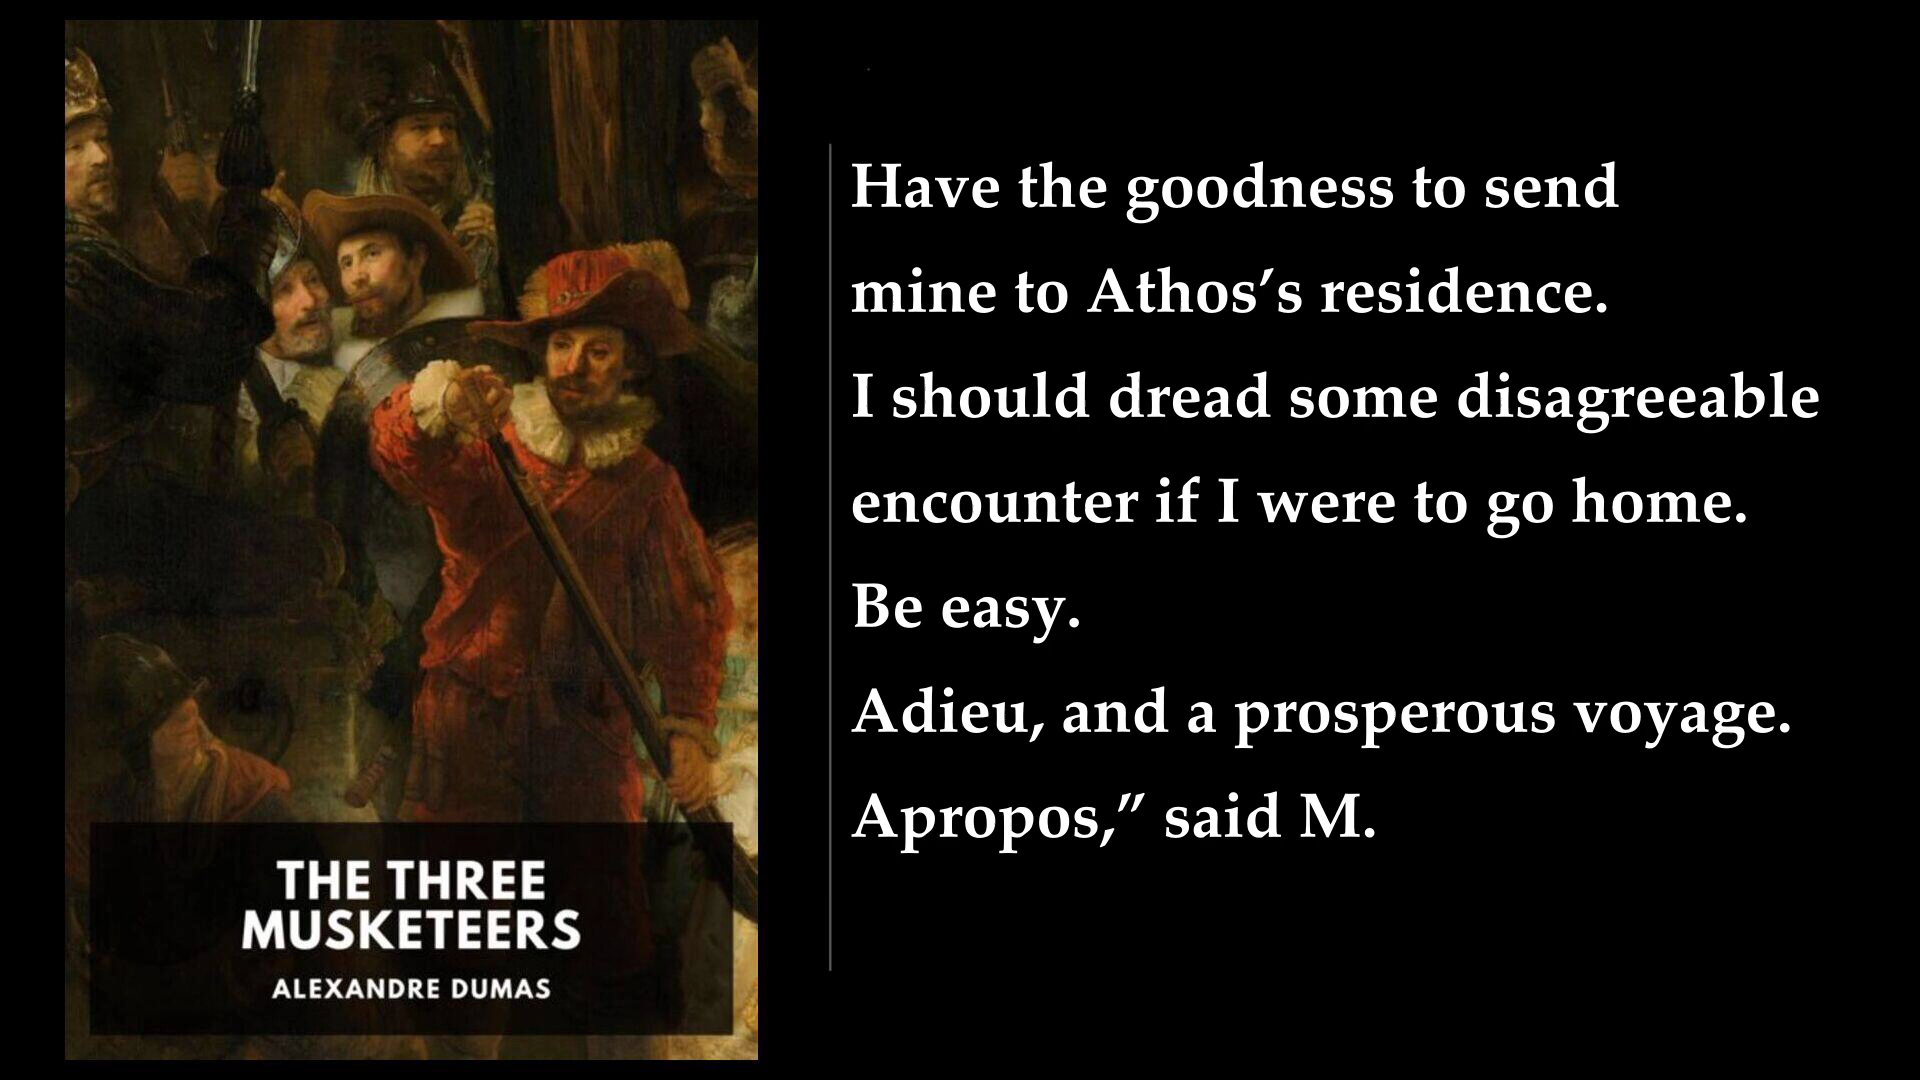 THE THREE
MUSKETEERS
ALEXANDRE DUMAS
Have the goodness to send
mine to Athos’s residence.
I should dread some disagreeable
encounter if I were to go home.
Be easy.
Adieu, and a prosperous voyage.
Apropos,” said M.